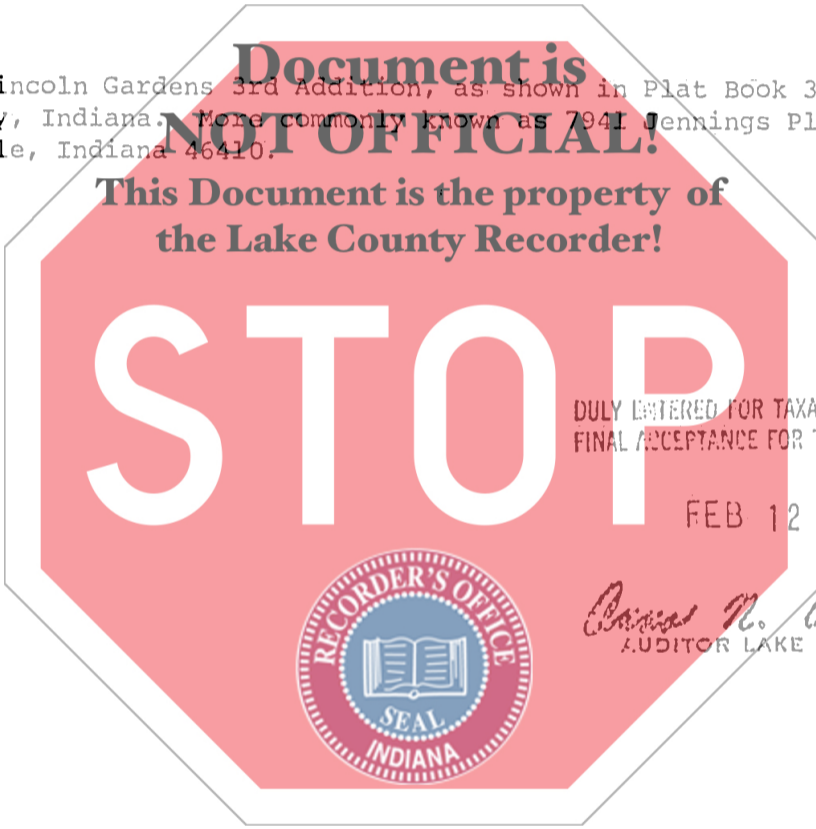 Document is
incoln Gardens 3rd Addition, as shown in Plat Book 3
, Indiana. More commonly known as 7941 Jennings Pl
NOT OFFICIAL!
le, Indiana 46410.
This Document is the property of
the Lake County Recorder!
STOP
DULY ENTERED FOR TAXA
FINAL ACCEPTANCE FOR T
FEB 12
N.
AUDITOR LAKE
RECORDER'S OFFICE
SEAL
INDIANA